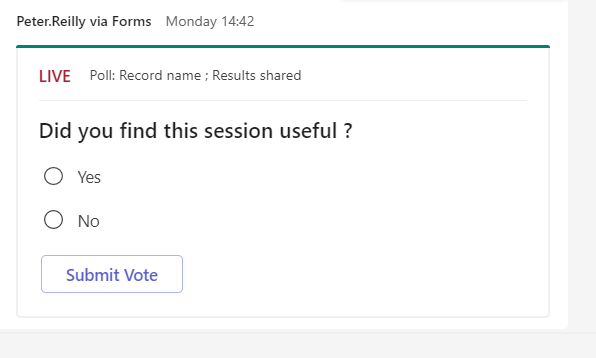 Peter.Reilly via Forms Monday 14:42
LIVE Poll: Record name ; Results shared
Did you find this session useful ?
Yes
No
Submit Vote